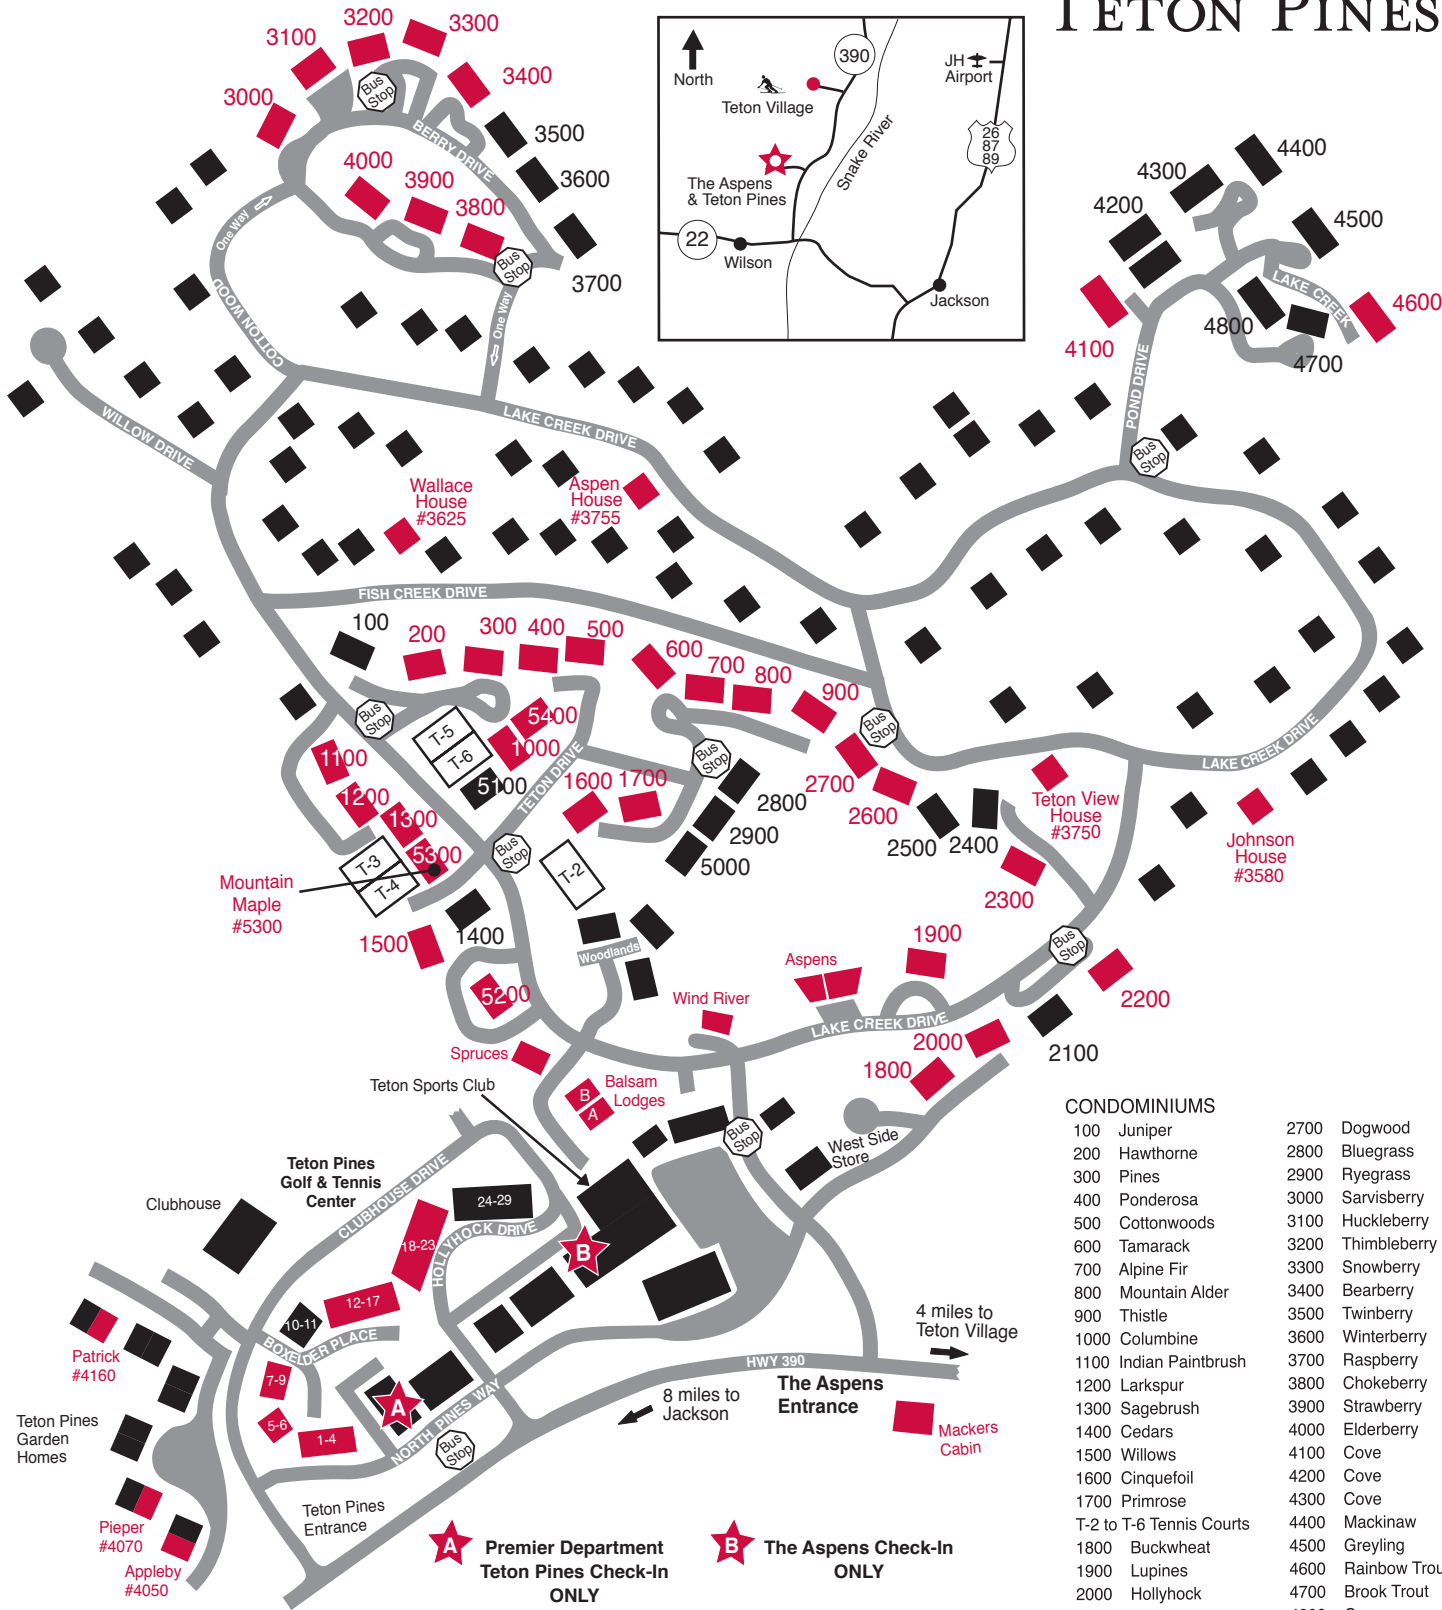 TETON PINES
3200
3300
3100
3400
3000
Bus
Stop
BERRY DRIVE
3500
4000
3900
3600
3800
Bus
Stop
3700
One Way
One Way
COTTON WOOD
WILLOW DRIVE
North
390
JH
Airport
Teton Village
26
87
89
Snake River
The Aspens
& Teton Pines
22
Wilson
Jackson
4400
4300
4200
4500
LAKE CREEK
4600
4800
4100
4700
POND DRIVE
Bus
Stop
LAKE CREEK DRIVE
Wallace
House
#3625
Aspen
House
#3755
FISH CREEK DRIVE
100
200
300
400
500
600
700
800
900
Bus
Stop
T-5
T-6
5400
1000
5100
TETON DRIVE
Bus
Stop
Bus
Stop
1100
1200
1300
5300
T-3
T-4
1600
1700
2800
2900
5000
2700
2600
2500
2400
Teton View
House
#3750
LAKE CREEK DRIVE
Johnson
House
#3580
2300
Bus
Stop
T-2
Mountain
Maple
#5300
1500
1400
Woodlands
5200
1900
Aspens
Bus
Stop
2200
Wind River
LAKE CREEK DRIVE
2000
2100
1800
Spruces
Teton Sports Club
Balsam
Lodges
B
A
Bus
Stop
West Side
Store
Teton Pines
Golf & Tennis
Center
Clubhouse
CLUBHOUSE DRIVE
24-29
HOLLYHOCK DRIVE
18-23
B
12-17
10-11
BOXELDER PLACE
7-9
5-6
1-4
A
NORTH PINES WAY
Bus
Stop
Patrick
#4160
Teton Pines
Garden
Homes
Pieper
#4070
Appleby
#4050
Teton Pines
Entrance
4 miles to
Teton Village
HWY 390
8 miles to
Jackson
The Aspens
Entrance
Mackers
Cabin
A
Premier Department
Teton Pines Check-In
ONLY
B
The Aspens Check-In
ONLY
CONDOMINIUMS
100 Juniper
200 Hawthorne
300 Pines
400 Ponderosa
500 Cottonwoods
600 Tamarack
700 Alpine Fir
800 Mountain Alder
900 Thistle
1000 Columbine
1100 Indian Paintbrush
1200 Larkspur
1300 Sagebrush
1400 Cedars
1500 Willows
1600 Cinquefoil
1700 Primrose
T-2 to T-6 Tennis Courts
1800 Buckwheat
1900 Lupines
2000 Hollyhock
2700 Dogwood
2800 Bluegrass
2900 Ryegrass
3000 Sarvisberry
3100 Huckleberry
3200 Thimbleberry
3300 Snowberry
3400 Bearberry
3500 Twinberry
3600 Winterberry
3700 Raspberry
3800 Chokeberry
3900 Strawberry
4000 Elderberry
4100 Cove
4200 Cove
4300 Cove
4400 Mackinaw
4500 Greyling
4600 Rainbow Trou
4700 Brook Trout